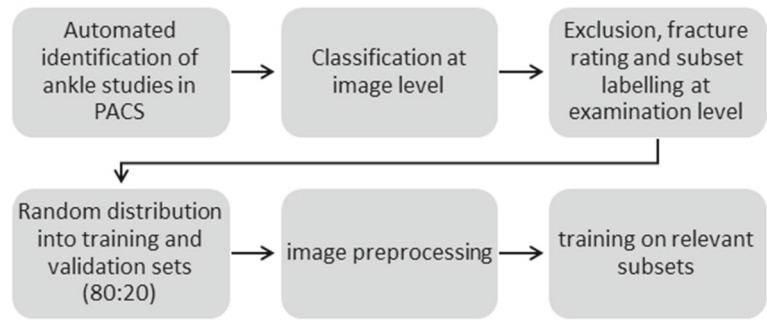 Automated
identification of
ankle studies in
PACS
Classification at
image level
Exclusion, fracture
rating and subset
labelling at
examination level
Random distribution
into training and
validation sets
(80:20)
image preprocessing
training on relevant
subsets